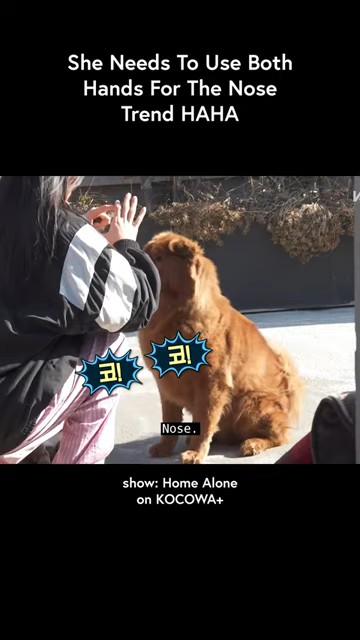 She Needs To Use Both
Hands For The Nose
Trend HAHA
코!
코!
Nose.
show: Home Alone
on KOCOWA+